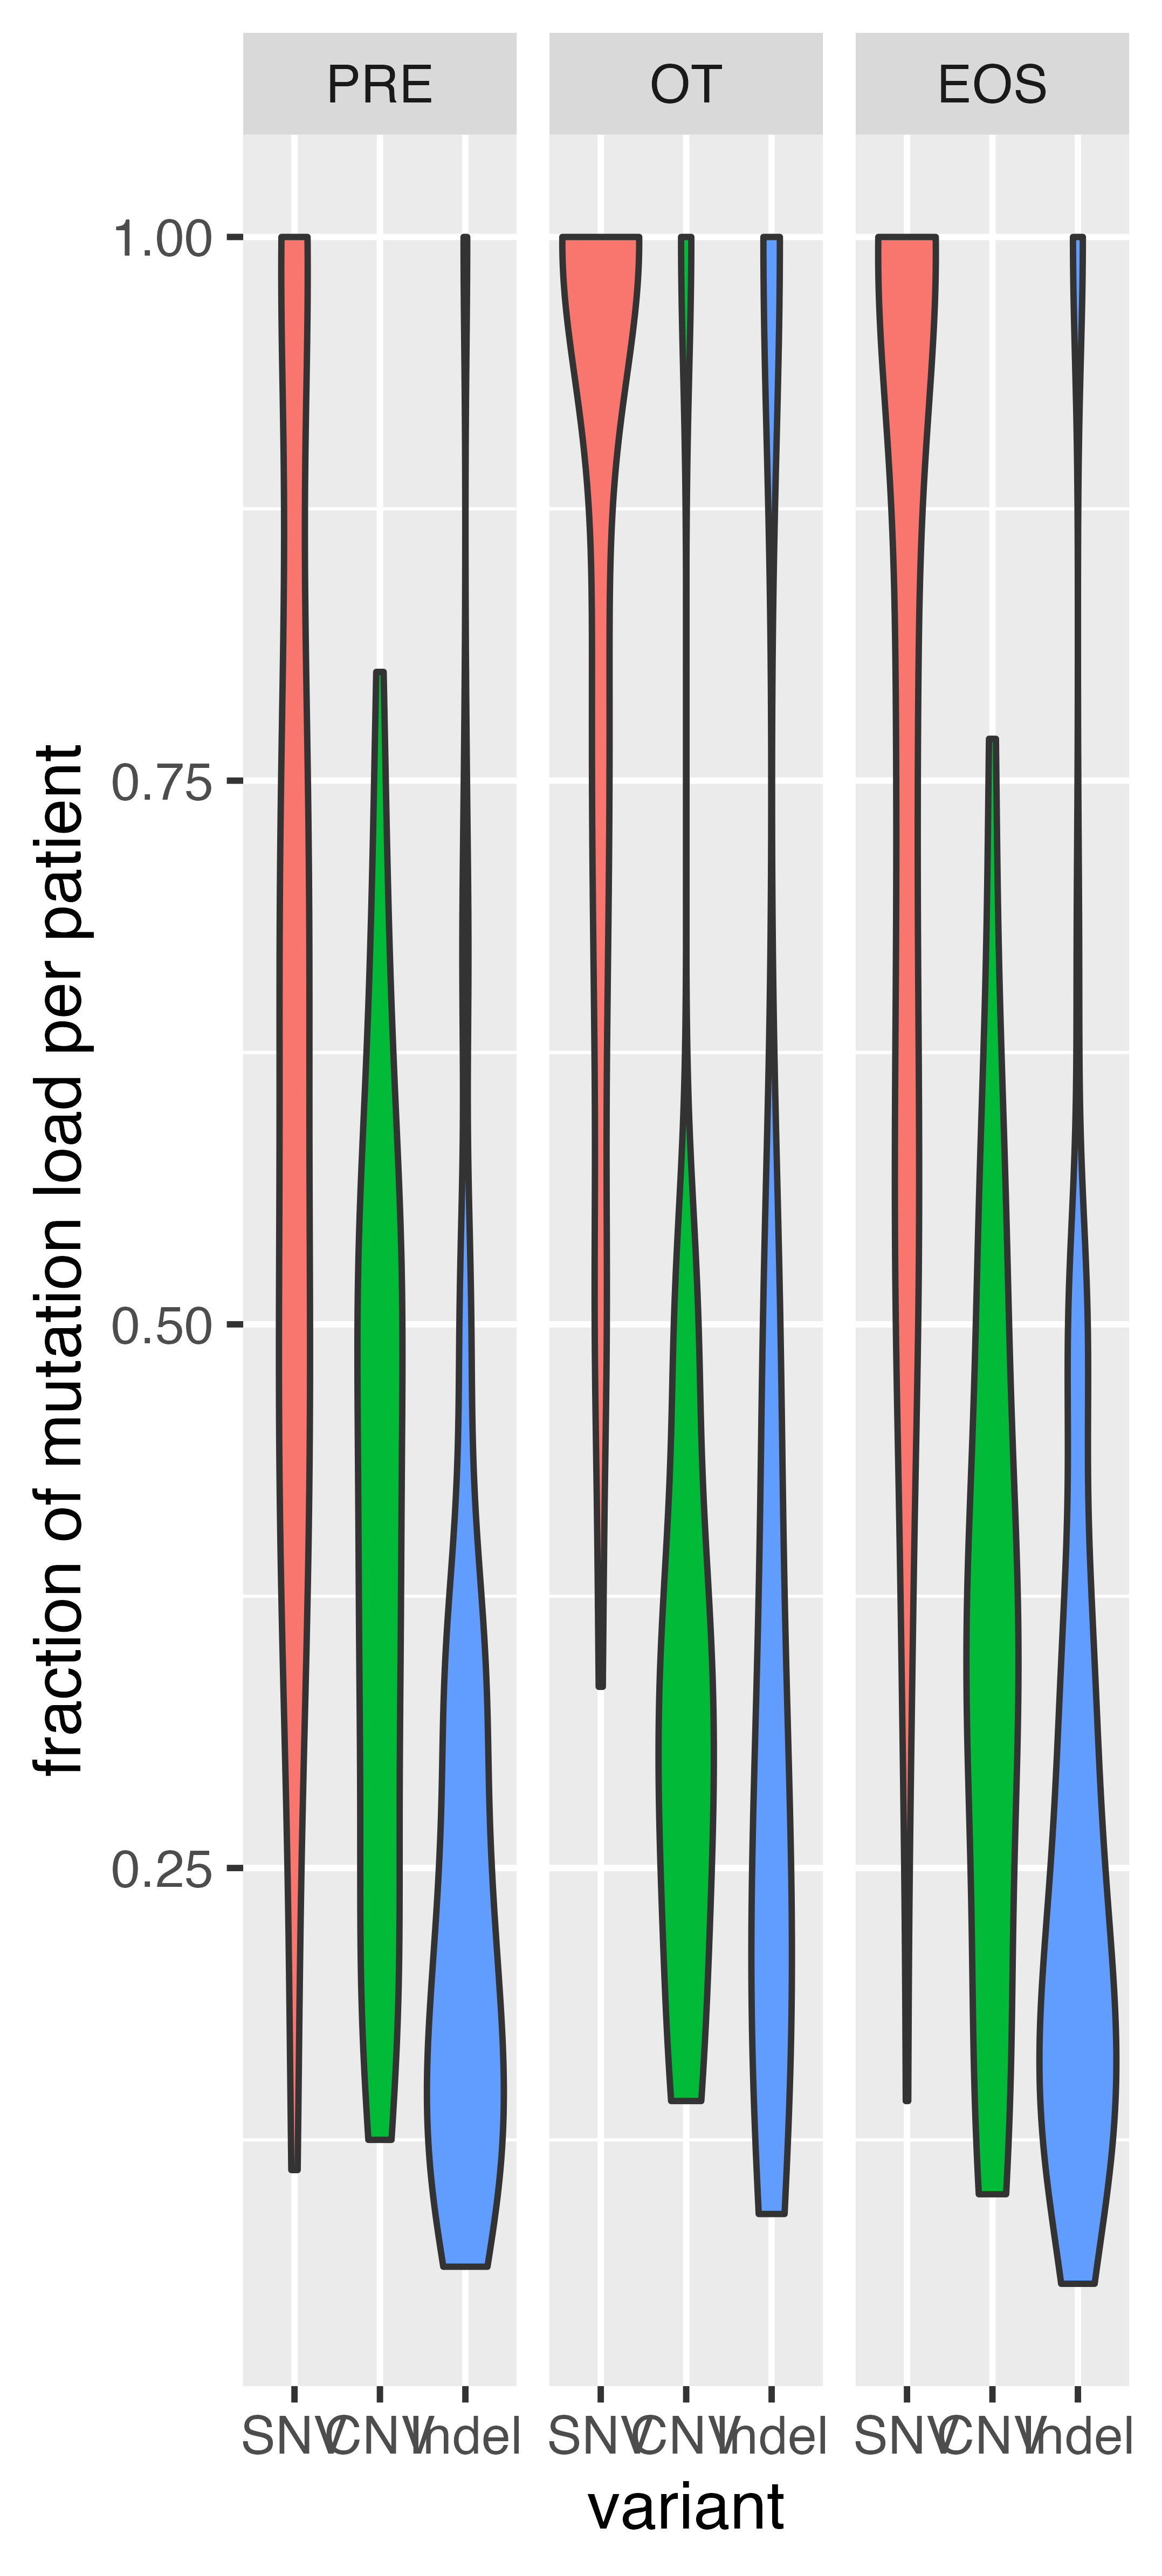 PRE OT EOS
1.00
0.75
0.50
0.25
fraction of mutation load per patient
SNV CNV Indel SNV CNV Indel SNV CNV Indel
variant